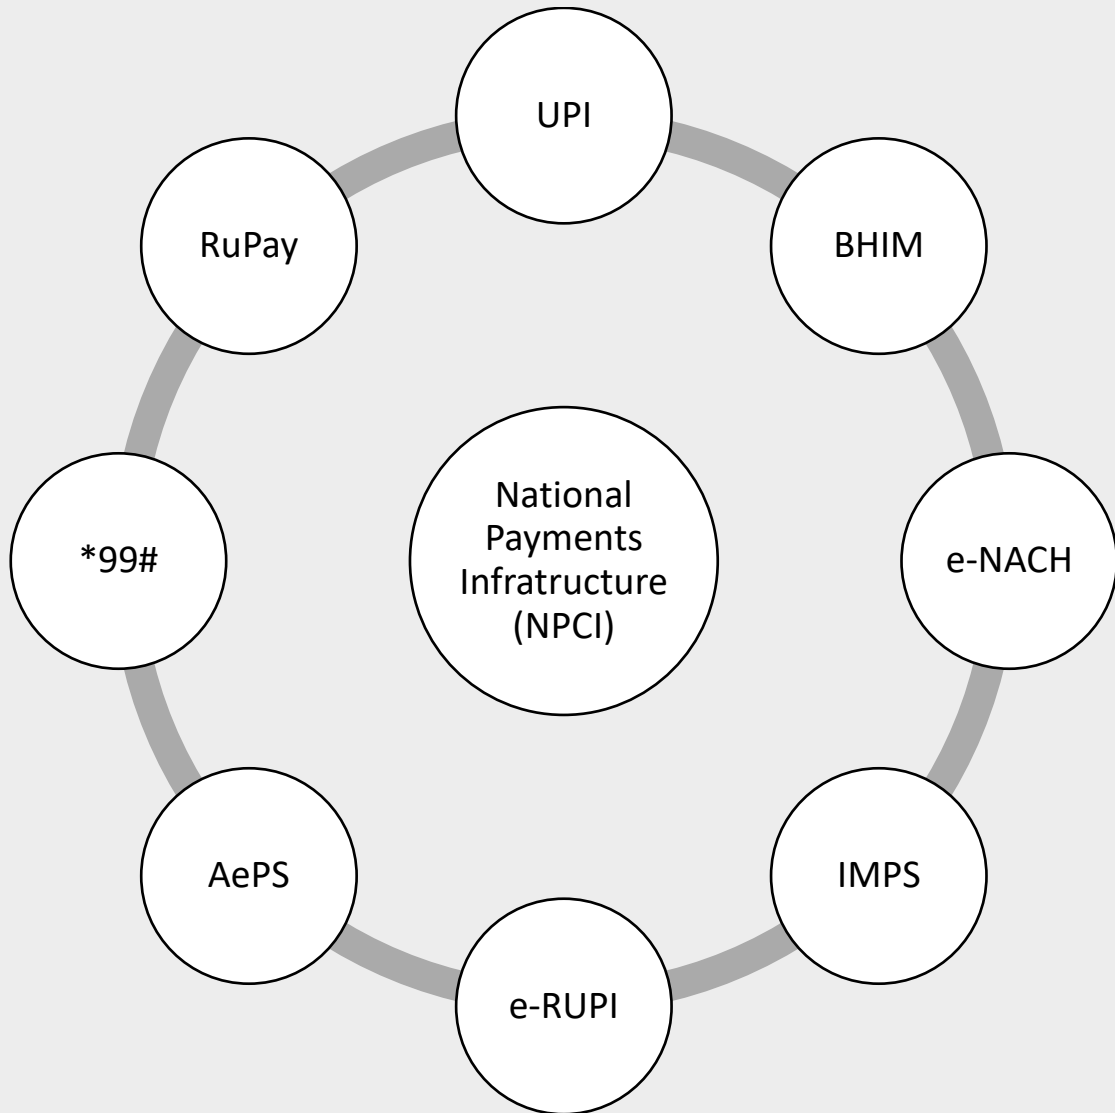 UPI
BHIM
e-NACH
IMPS
e-RUPI
AePS
*99#
RuPay
National
Payments
Infratructure
(NPCI)